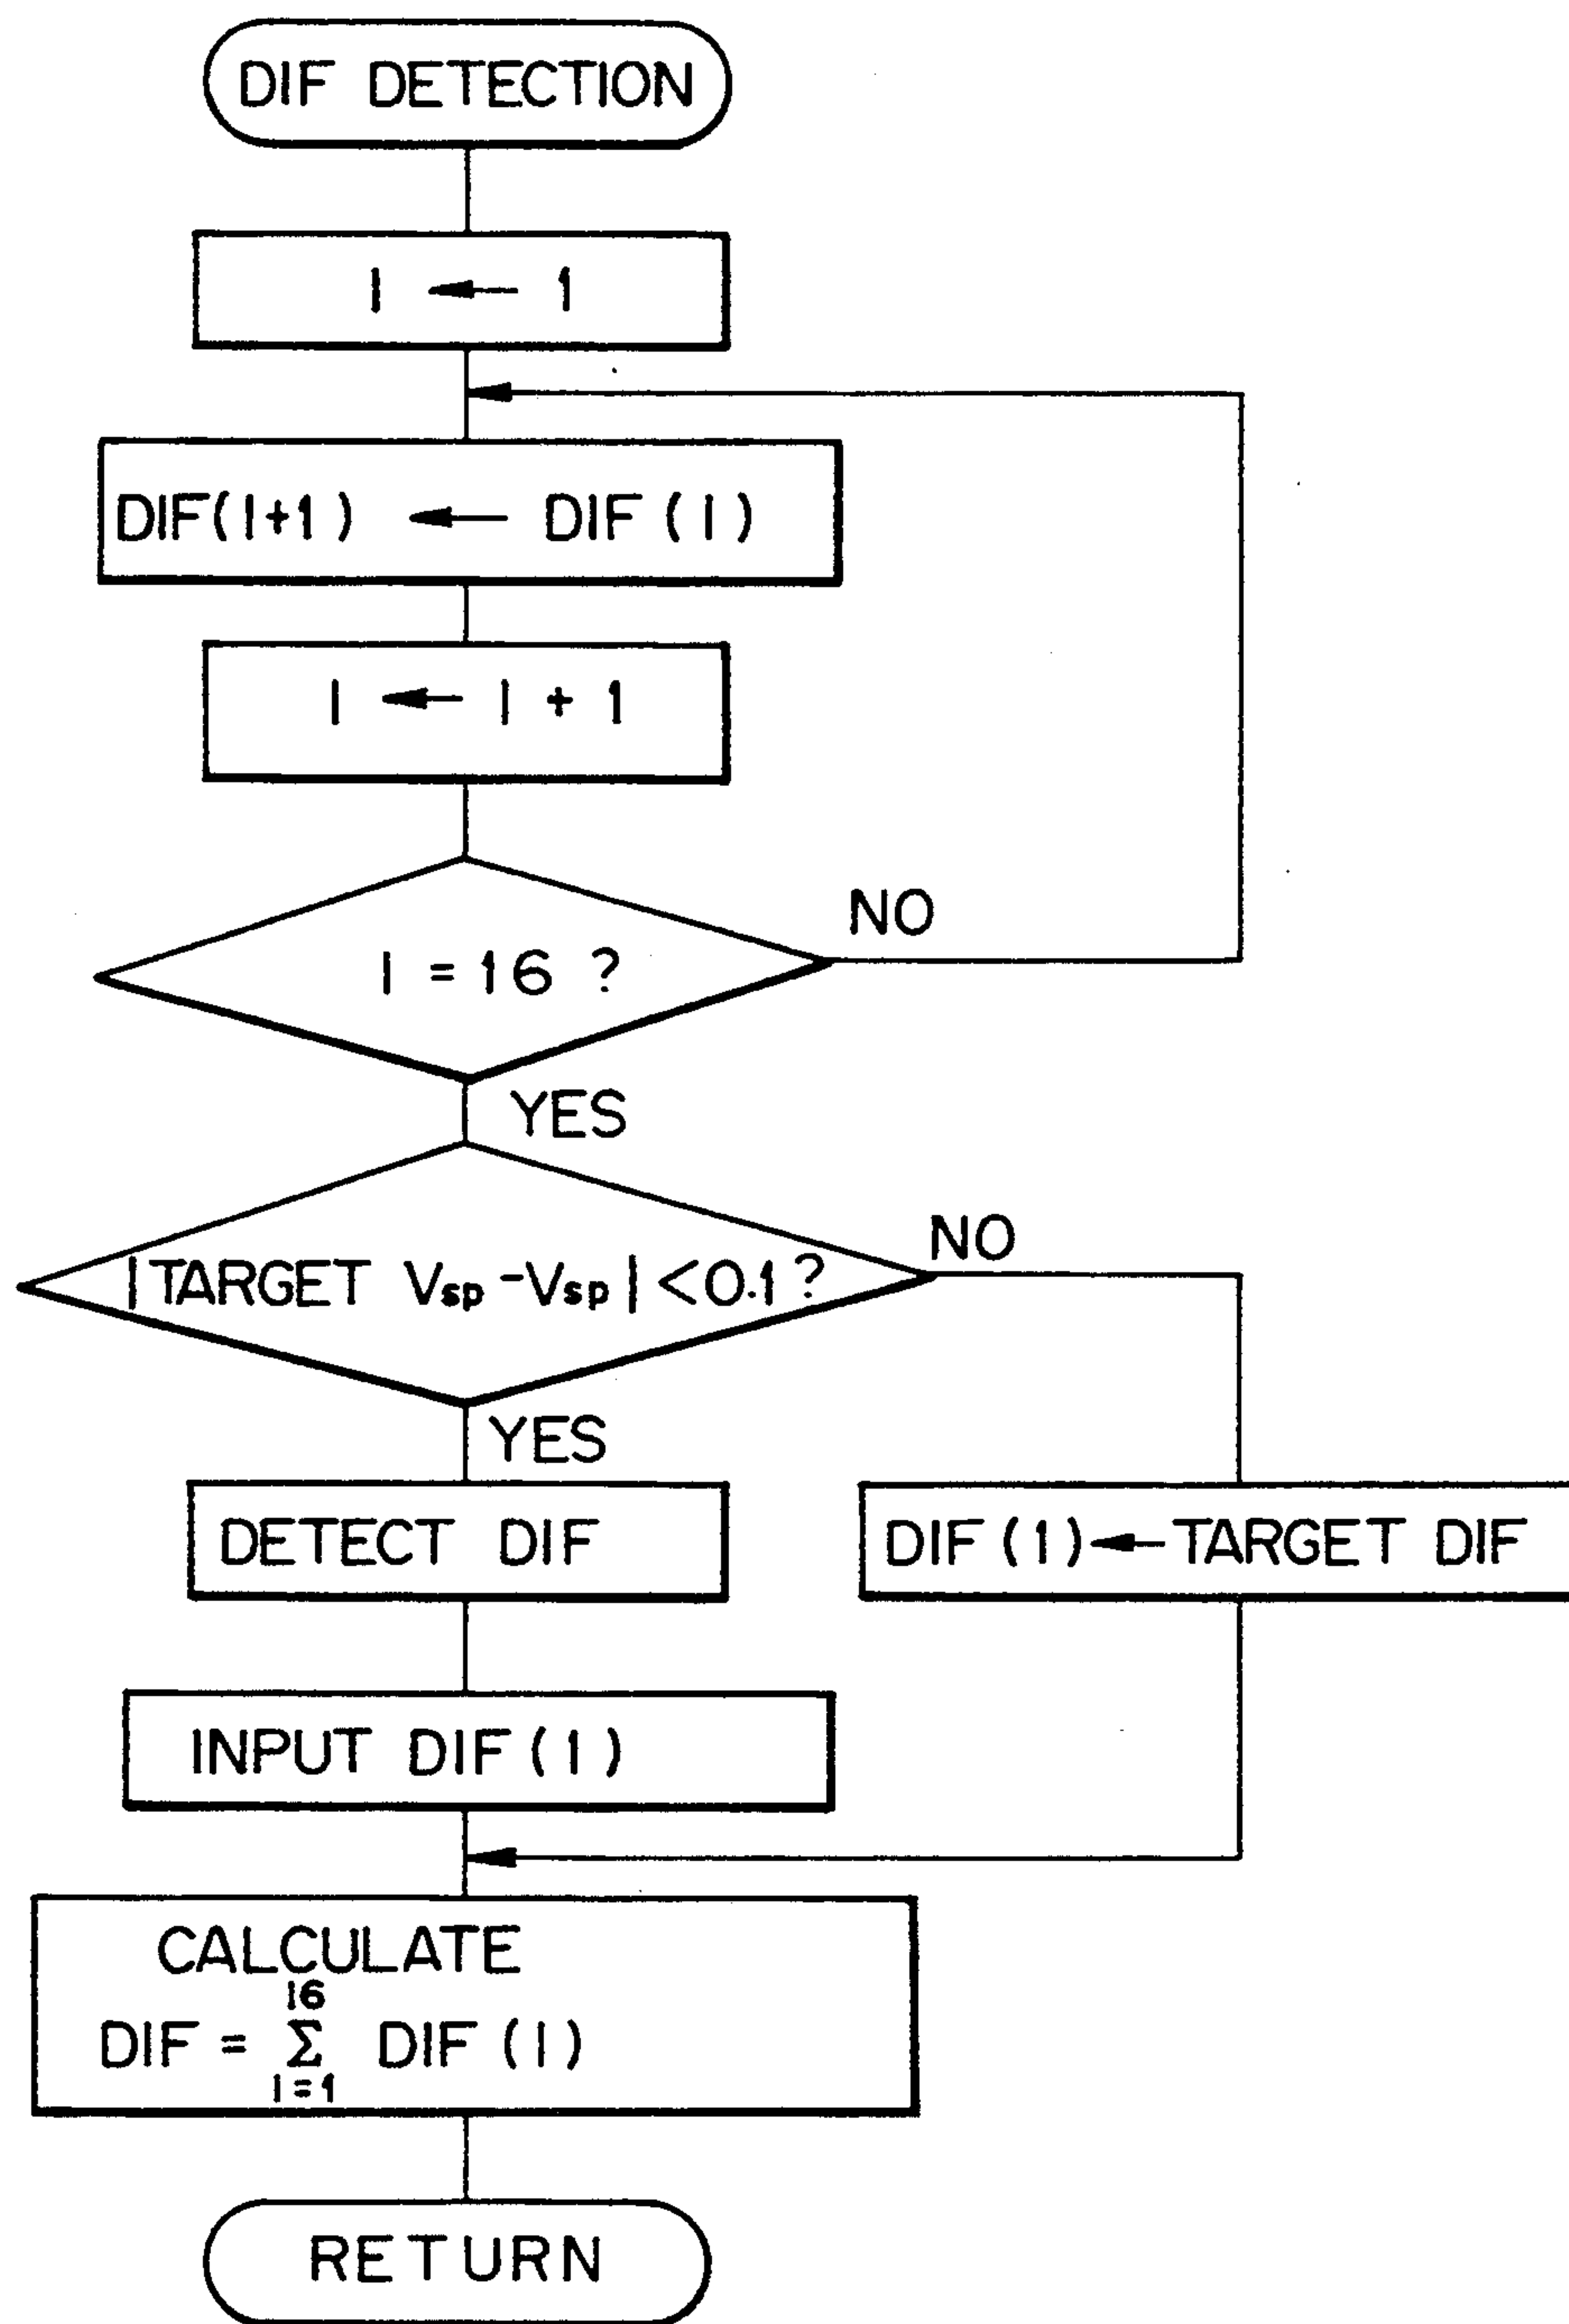 DIF DETECTION
I ← 1
DIF(I+1) ← DIF(I)
I ← I + 1
I = 16 ?
NO
YES
|TARGET Vsp - Vsp| < 0.1 ?
NO
YES
DETECT DIF
DIF(1) ← TARGET DIF
INPUT DIF(1)
CALCULATE
16
DIF = Σ DIF(I)
I=1
RETURN